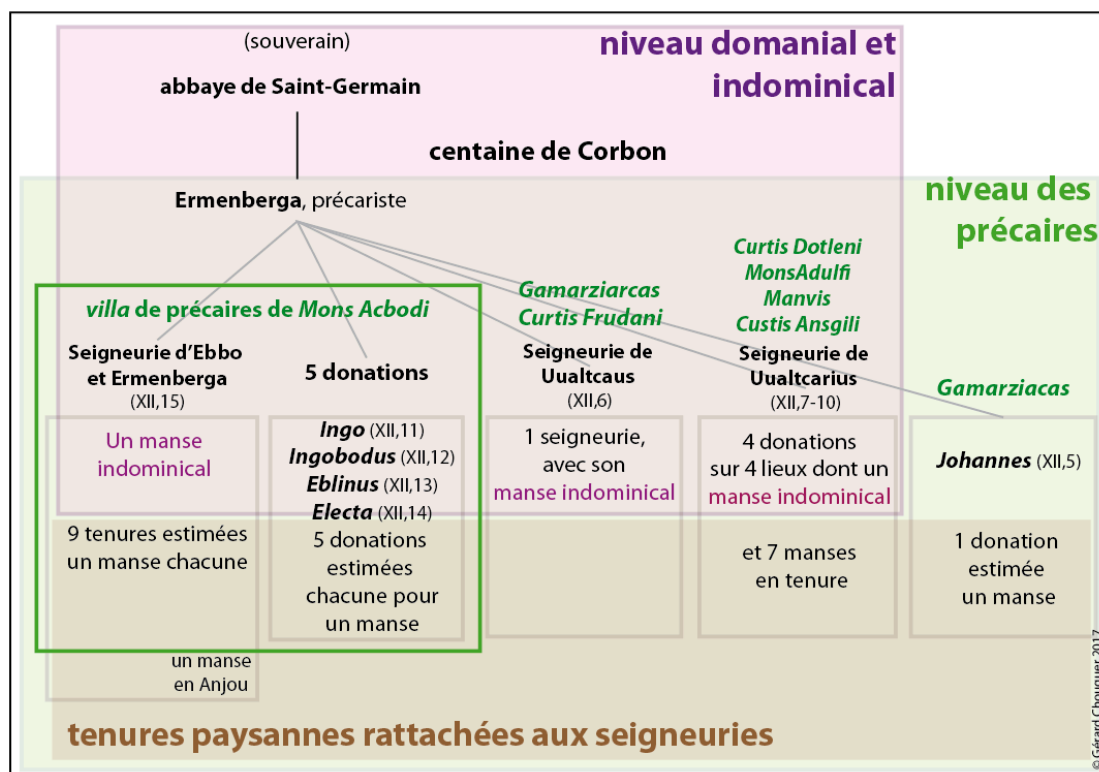 (souverain)
niveau domanial et
indominical
abbaye de Saint-Germain
centaine de Corbon
Ermenberga, précariste
niveau des
précaires
villa de précaires de Mons Acbodi
Gamarziarcas
Curtis Frudani
Curtis Dotleni
MonsAdulfi
Manvis
Custis Ansgili
Seigneurie d'Ebbo
et Ermenberga
(XII,15)
5 donations
Seigneurie de
Uualtcaus
(XII,6)
Seigneurie de
Uualtcarius
(XII,7-10)
Gamarziacas
Un manse
indominical
Ingo (XII,11)
Ingobodus (XII,12)
Eblinus (XII,13)
Electa (XII,14)
1 seigneurie,
avec son
manse indominical
4 donations
sur 4 lieux dont un
manse indominical
Johannes (XII,5)
9 tenures estimées
un manse chacune
5 donations
estimées
chacune pour
un manse
et 7 manses
en tenure
1 donation
estimée
un manse
un manse
en Anjou
tenures paysannes rattachées aux seigneuries
© Gérard Chouquer 2017